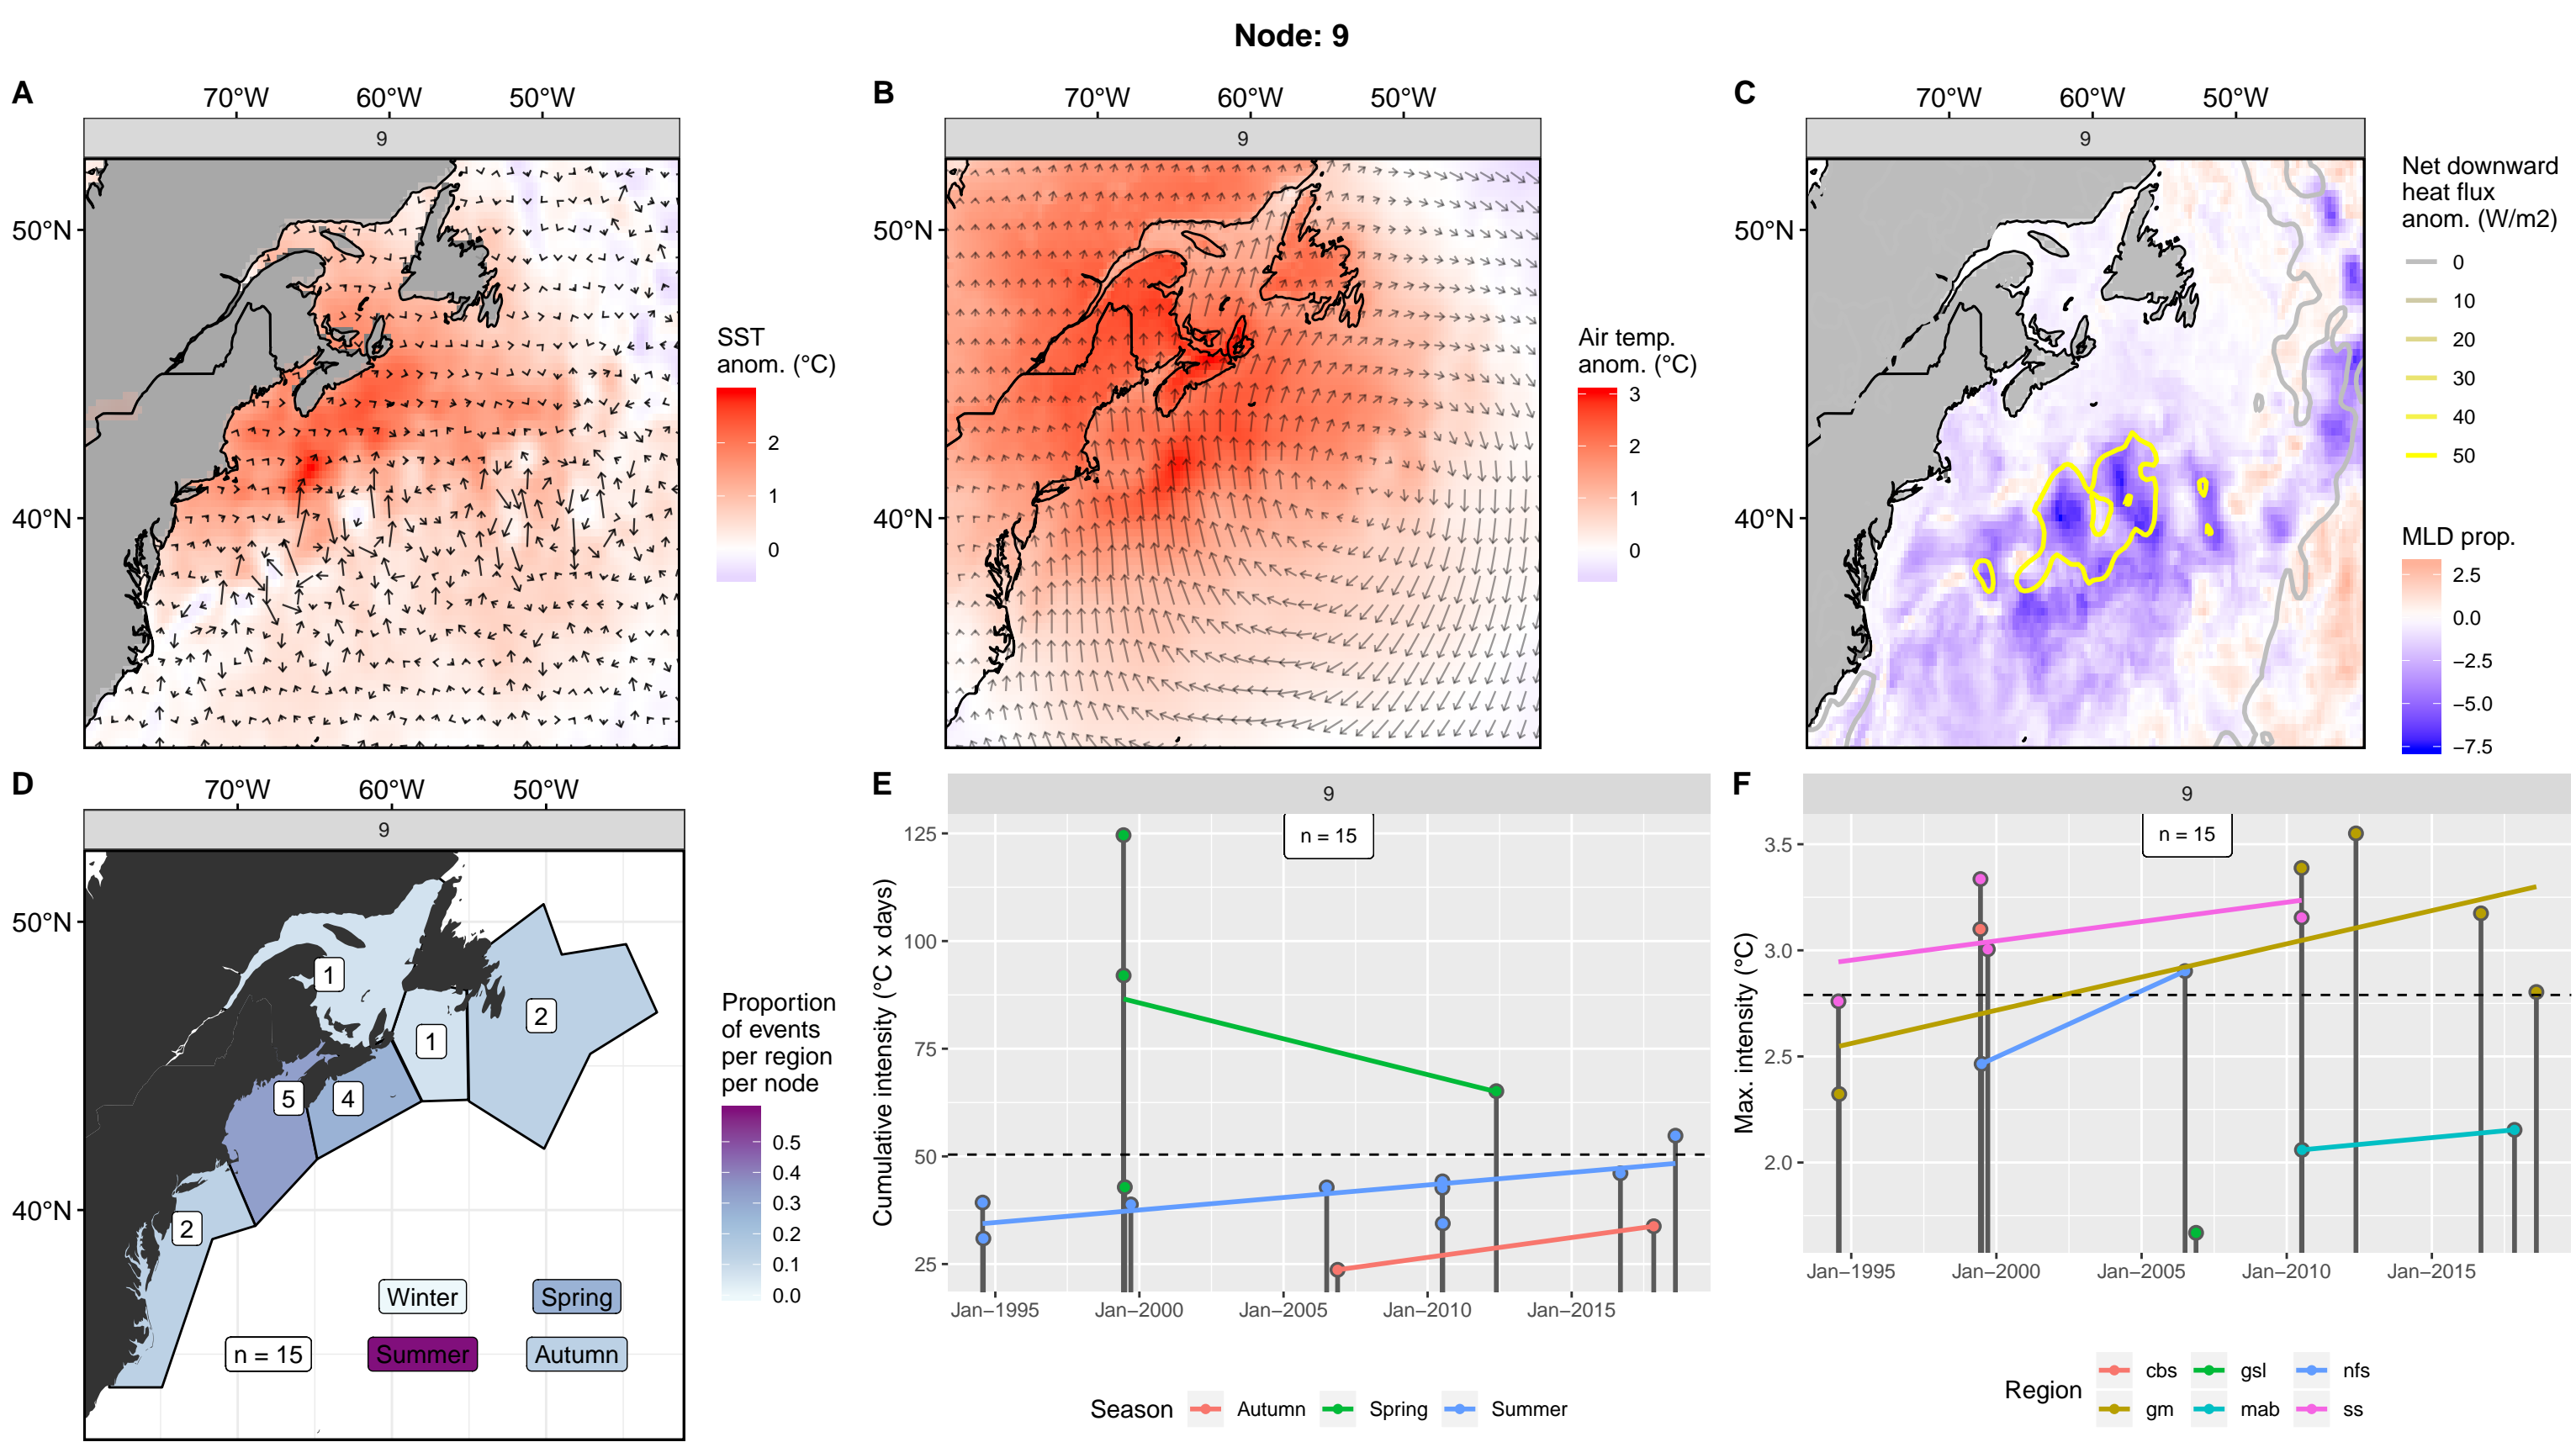 Node: 9
A
70°W 60°W 50°W
9
50°N
40°N
SST
anom. (°C)
2
1
0
B
70°W 60°W 50°W
9
50°N
40°N
Air temp.
anom. (°C)
3
2
1
0
C
70°W 60°W 50°W
9
50°N
40°N
Net downward
heat flux
anom. (W/m2)
0
10
20
30
40
50
MLD prop.
2.5
0.0
−2.5
−5.0
−7.5
D
70°W 60°W 50°W
9
50°N
40°N
1
1
2
5
4
2
Winter Spring
n = 15 Summer Autumn
Proportion
of events
per region
per node
0.5
0.4
0.3
0.2
0.1
0.0
E
9
n = 15
Cumulative intensity (°C x days)
125
100
75
50
25
Jan−1995 Jan−2000 Jan−2005 Jan−2010 Jan−2015
Season Autumn Spring Summer
F
9
n = 15
Max. intensity (°C)
3.5
3.0
2.5
2.0
Jan−1995 Jan−2000 Jan−2005 Jan−2010 Jan−2015
Region
cbs gsl nfs
gm mab ss